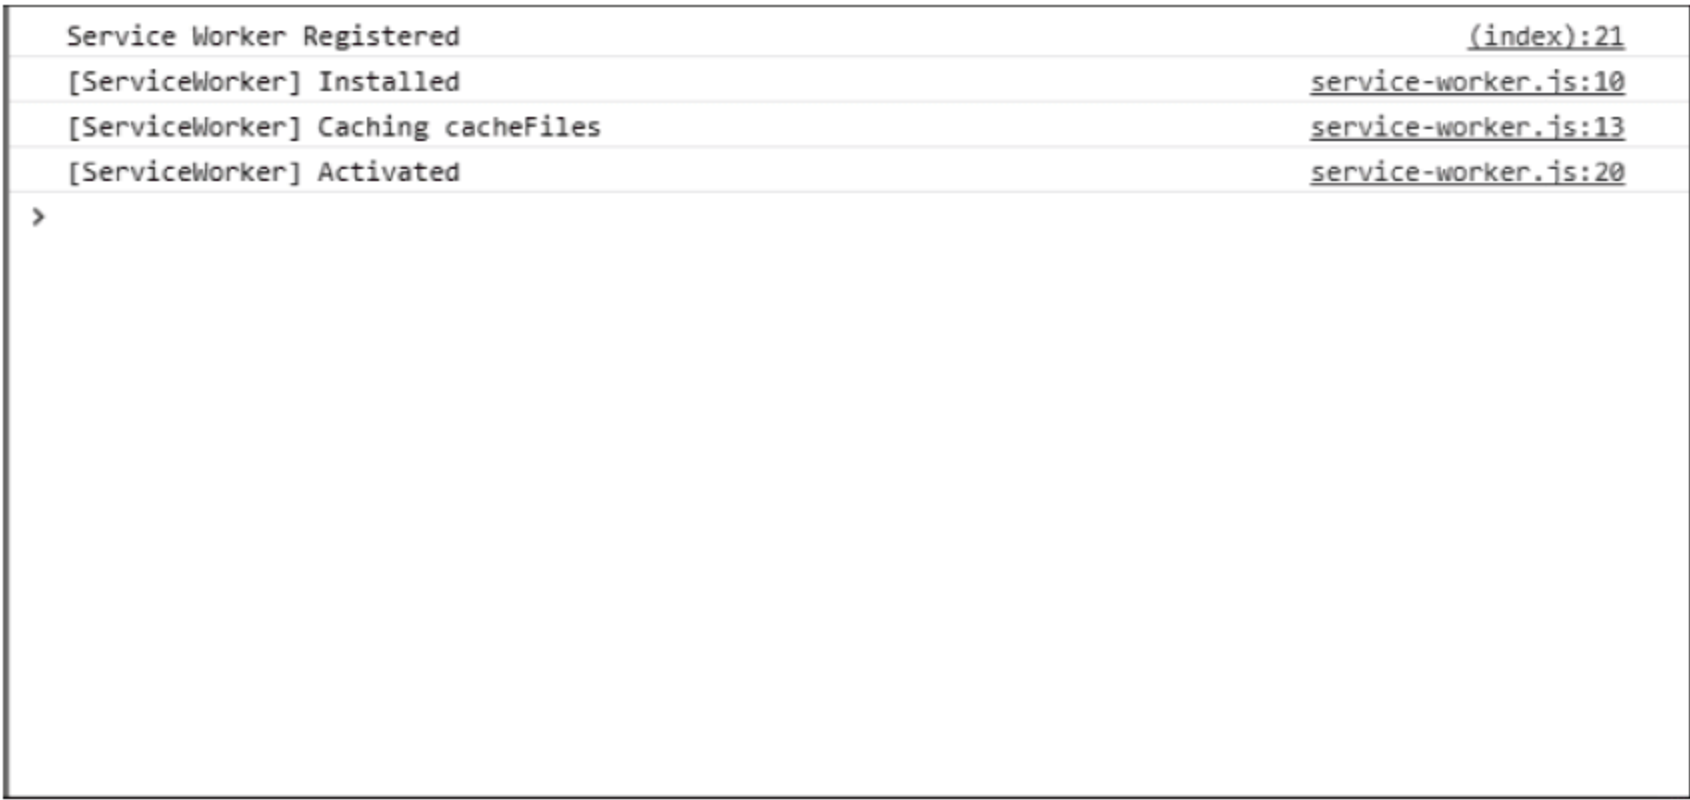 Service Worker Registered (index):21
[ServiceWorker] Installed service-worker.js:10
[ServiceWorker] Caching cacheFiles service-worker.js:13
[ServiceWorker] Activated service-worker.js:20
>